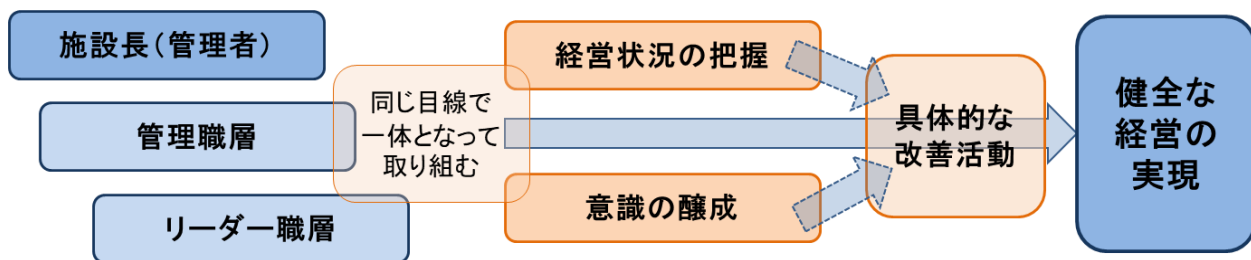 施設長（管理者）
管理職層
リーダー職層
同じ目線で
一体となって
取り組む
経営状況の把握
意識の醸成
具体的な
改善活動
健全な
経営の
実現